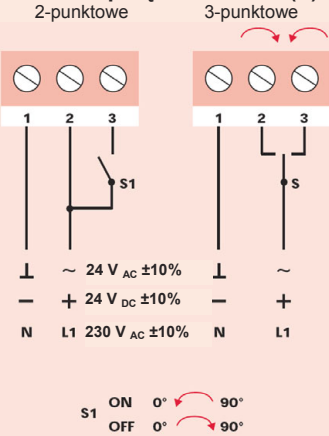 2-punktowe 3-punktowe
1 2 3 1 2 3
S1 S
⊥ ~ 24 V AC ±10% ⊥ ~
− + 24 V DC ±10% − +
N L1 230 V AC ±10% N L1
S1 ON 0° 90°
OFF 0° 90°